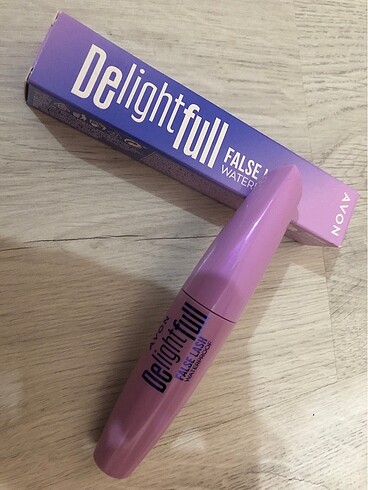 Delightfull
FALSE
WATER
AVON
AVON
Delightfull
FALSE LASH
WATERPROOF